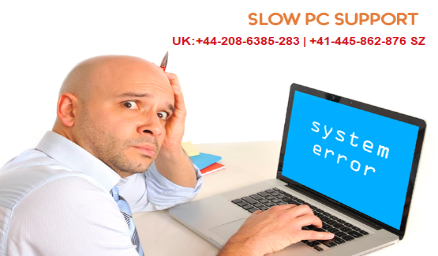 SLOW PC SUPPORT
UK:+44-208-6385-283 | +41-445-862-876 SZ
system
error